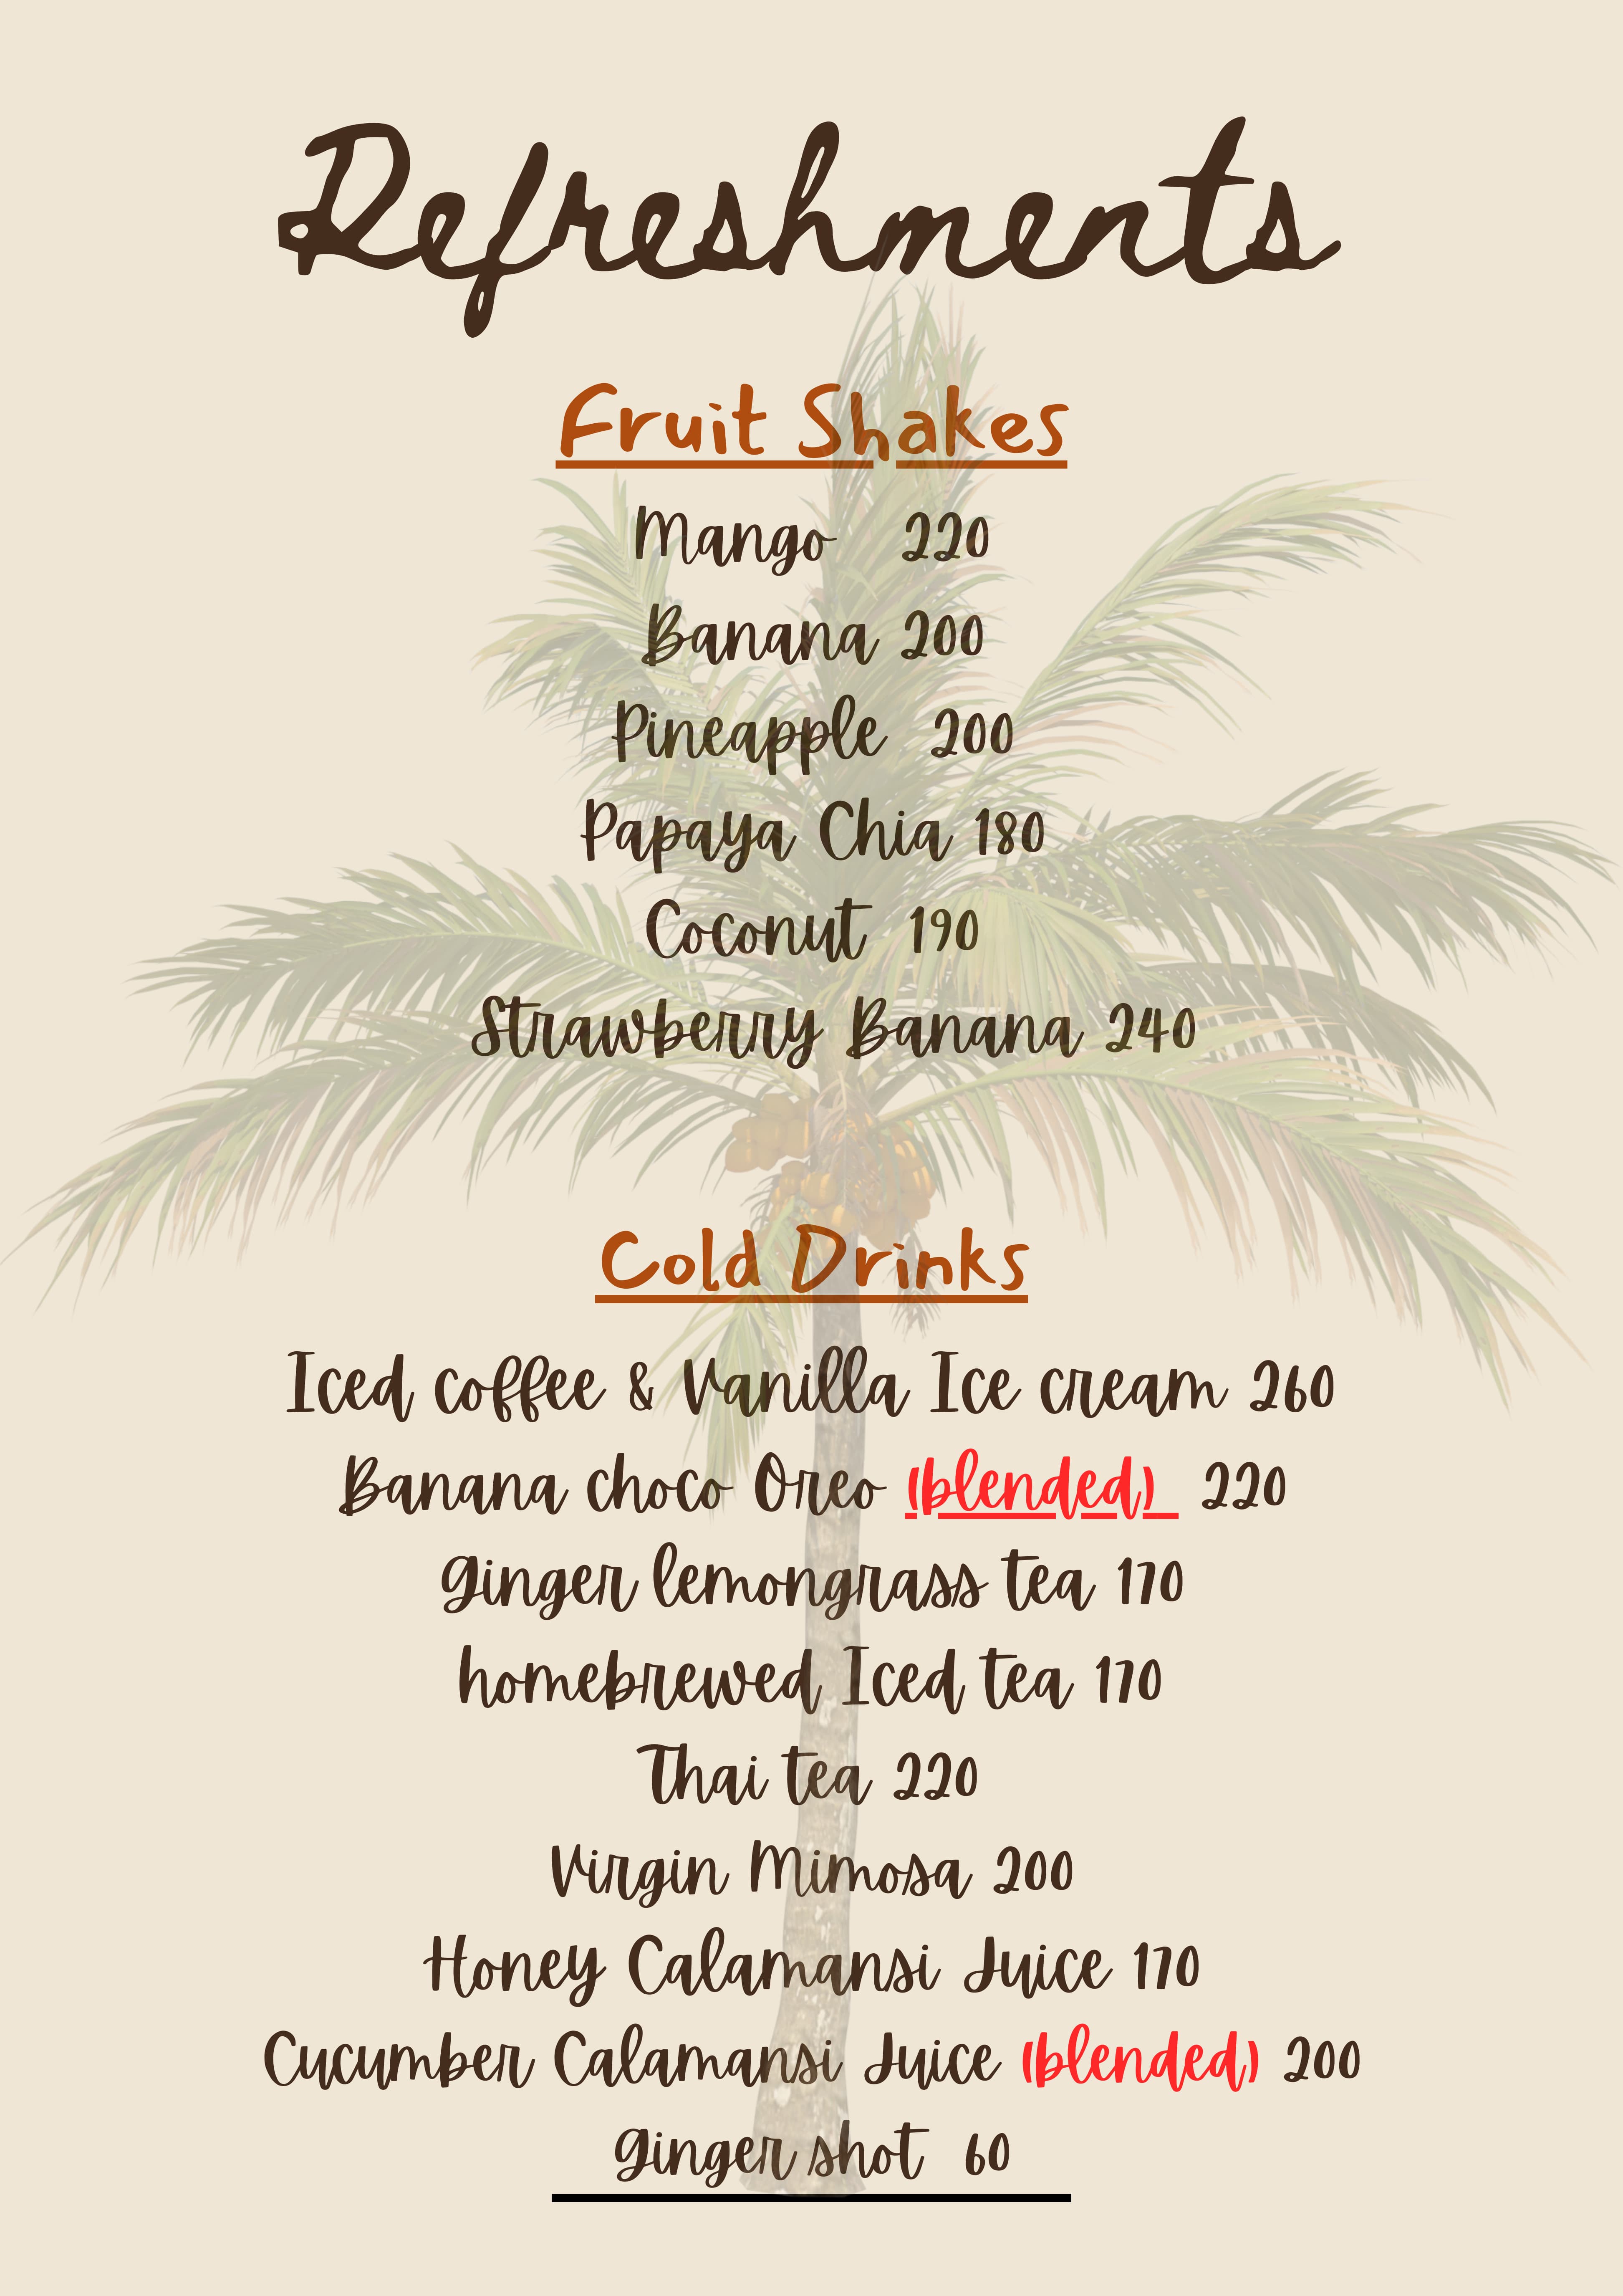 Refreshments
Fruit Shakes
Mango 220
Banana 200
Pineapple 200
Papaya Chia 180
Coconut 190
Strawberry Banana 240
Cold Drinks
Iced coffee & Vanilla Ice cream 260
Banana choco Oreo (blended) 220
Ginger lemongrass tea 170
homebrewed Iced tea 170
Thai tea 220
Virgin Mimosa 200
Honey Calamansi Juice 170
Cucumber Calamansi Juice (blended) 200
Ginger shot 60